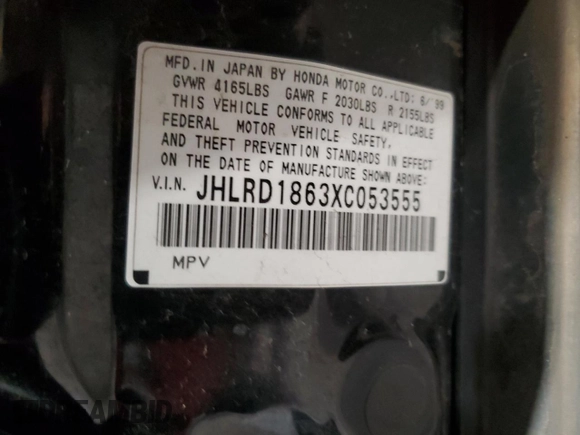 MFD. IN JAPAN BY HONDA MOTOR CO.,LTD: 6/'99
GVWR 4165LBS GAWR F 2030LBS R 2155LBS
THIS VEHICLE CONFORMS TO ALL APPLICABLE
FEDERAL MOTOR VEHICLE SAFETY,
AND THEFT PREVENTION STANDARDS IN EFFECT
ON THE DATE OF MANUFACTURE SHOWN ABOVE:
V.I.N. JHLRD1863XC053555
MPV